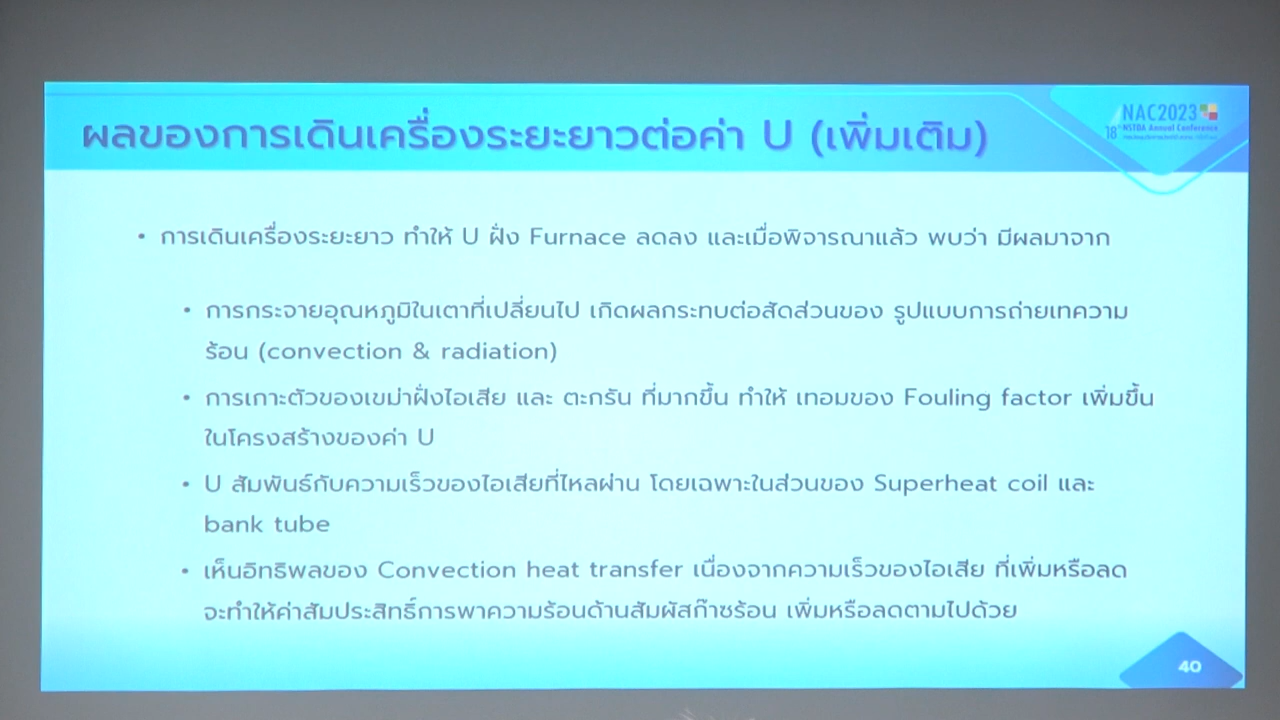 ผลของการเดินเครื่องระยะยาวต่อค่า U (เพิ่มเติม)
NAC2023
18th NSTDA Annual Conference
• การเดินเครื่องระยะยาว ทำให้ U ฝั่ง Furnace ลดลง และเมื่อพิจารณาแล้ว พบว่า มีผลมาจาก
• การกระจายอุณหภูมิในเตาที่เปลี่ยนไป เกิดผลกระทบต่อสัดส่วนของ รูปแบบการถ่ายเทความ
ร้อน (convection & radiation)
• การเกาะตัวของเขม่าฝั่งไอเสีย และ ตะกรัน ที่มากขึ้น ทำให้ เทอมของ Fouling factor เพิ่มขึ้น
ในโครงสร้างของค่า U
• U สัมพันธ์กับความเร็วของไอเสียที่ไหลผ่าน โดยเฉพาะในส่วนของ Superheat coil และ
bank tube
• เห็นอิทธิพลของ Convection heat transfer เนื่องจากความเร็วของไอเสีย ที่เพิ่มหรือลด
จะทำให้ค่าสัมประสิทธิ์การพาความร้อนด้านสัมผัสก๊าซร้อน เพิ่มหรือลดตามไปด้วย
40